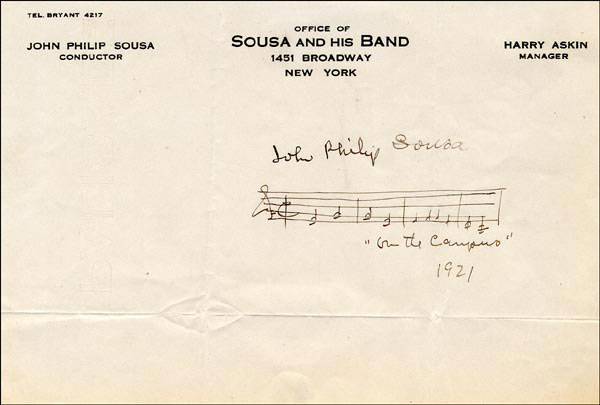 TEL. BRYANT 4217
OFFICE OF
SOUSA AND HIS BAND
1451 BROADWAY
NEW YORK
JOHN PHILIP SOUSA
CONDUCTOR
HARRY ASKIN
MANAGER
John Philip Sousa
"On the Campus"
1921